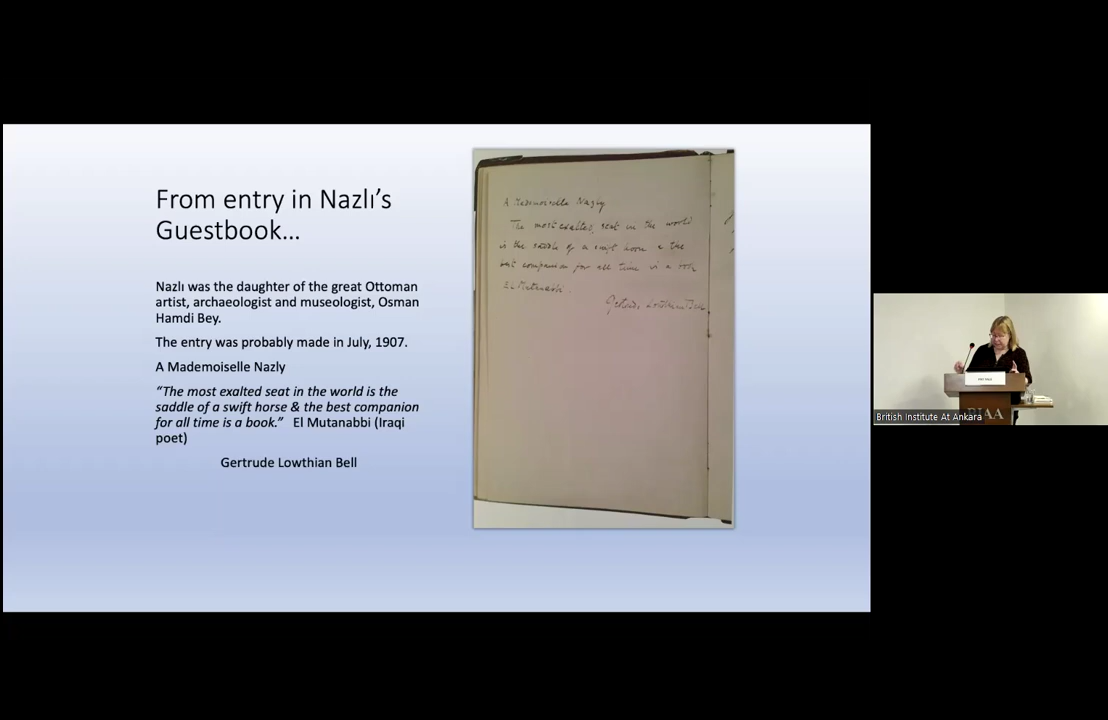 From entry in Nazlı’s
Guestbook...
Nazlı was the daughter of the great Ottoman
artist, archaeologist and museologist, Osman
Hamdi Bey.
The entry was probably made in July, 1907.
A Mademoiselle Nazly
“The most exalted seat in the world is the
saddle of a swift horse & the best companion
for all time is a book.” El Mutanabbi (Iraqi
poet)
Gertrude Lowthian Bell
A Mademoiselle Nazly
The most exalted seat in the world
is the saddle of a swift horse & the
best companion for all time is a book
El Mutanabbi.
Gertrude Lowthian Bell
British Institute At Ankara
BIAA